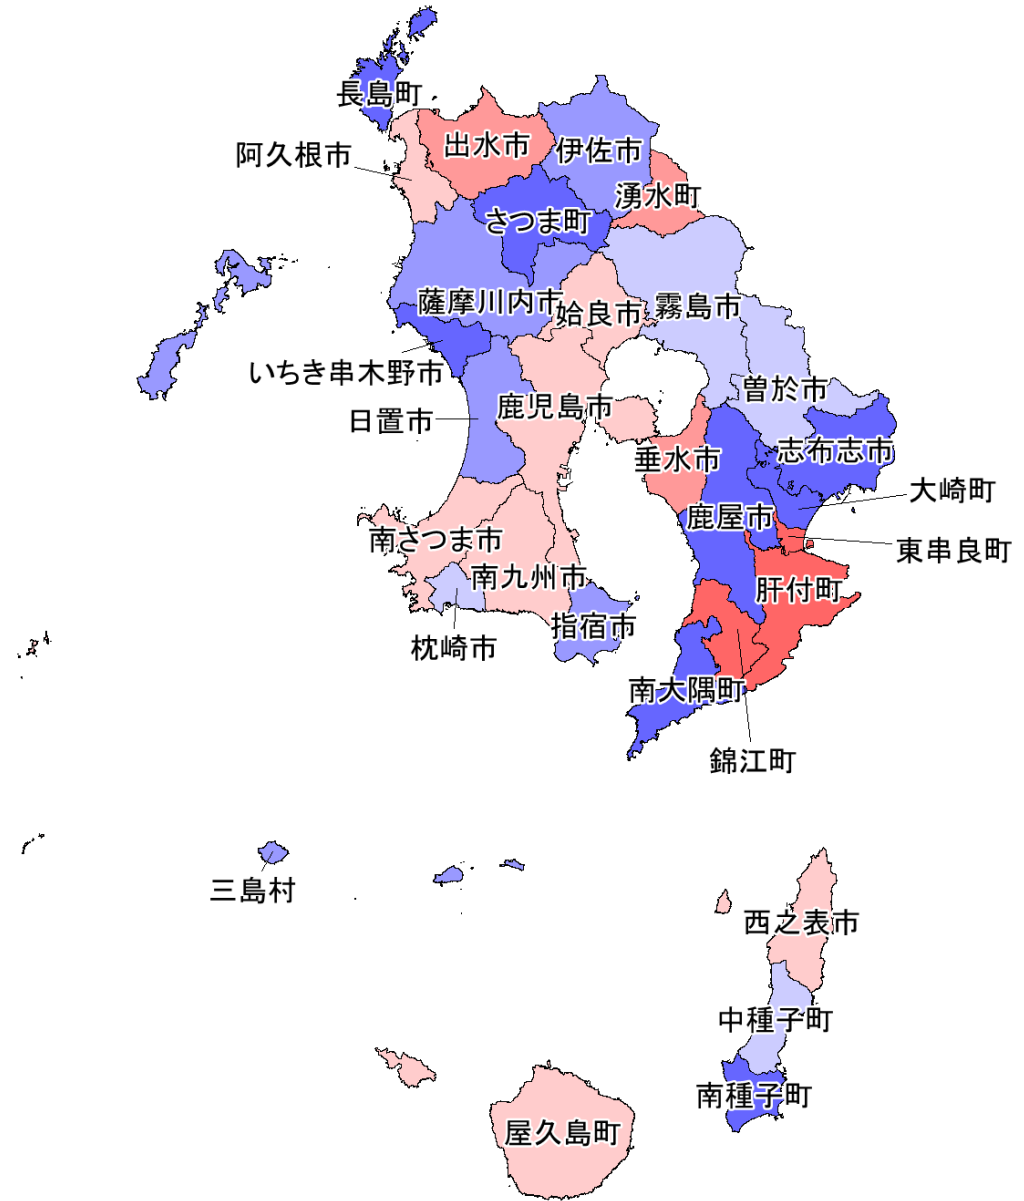 長島町
出水市
伊佐市
阿久根市
湧水町
さつま町
薩摩川内市
姶良市
霧島市
いちき串木野市
曽於市
鹿児島市
日置市
志布志市
垂水市
大崎町
鹿屋市
南さつま市
東串良町
南九州市
肝付町
指宿市
枕崎市
南大隅町
錦江町
三島村
西之表市
中種子町
南種子町
屋久島町